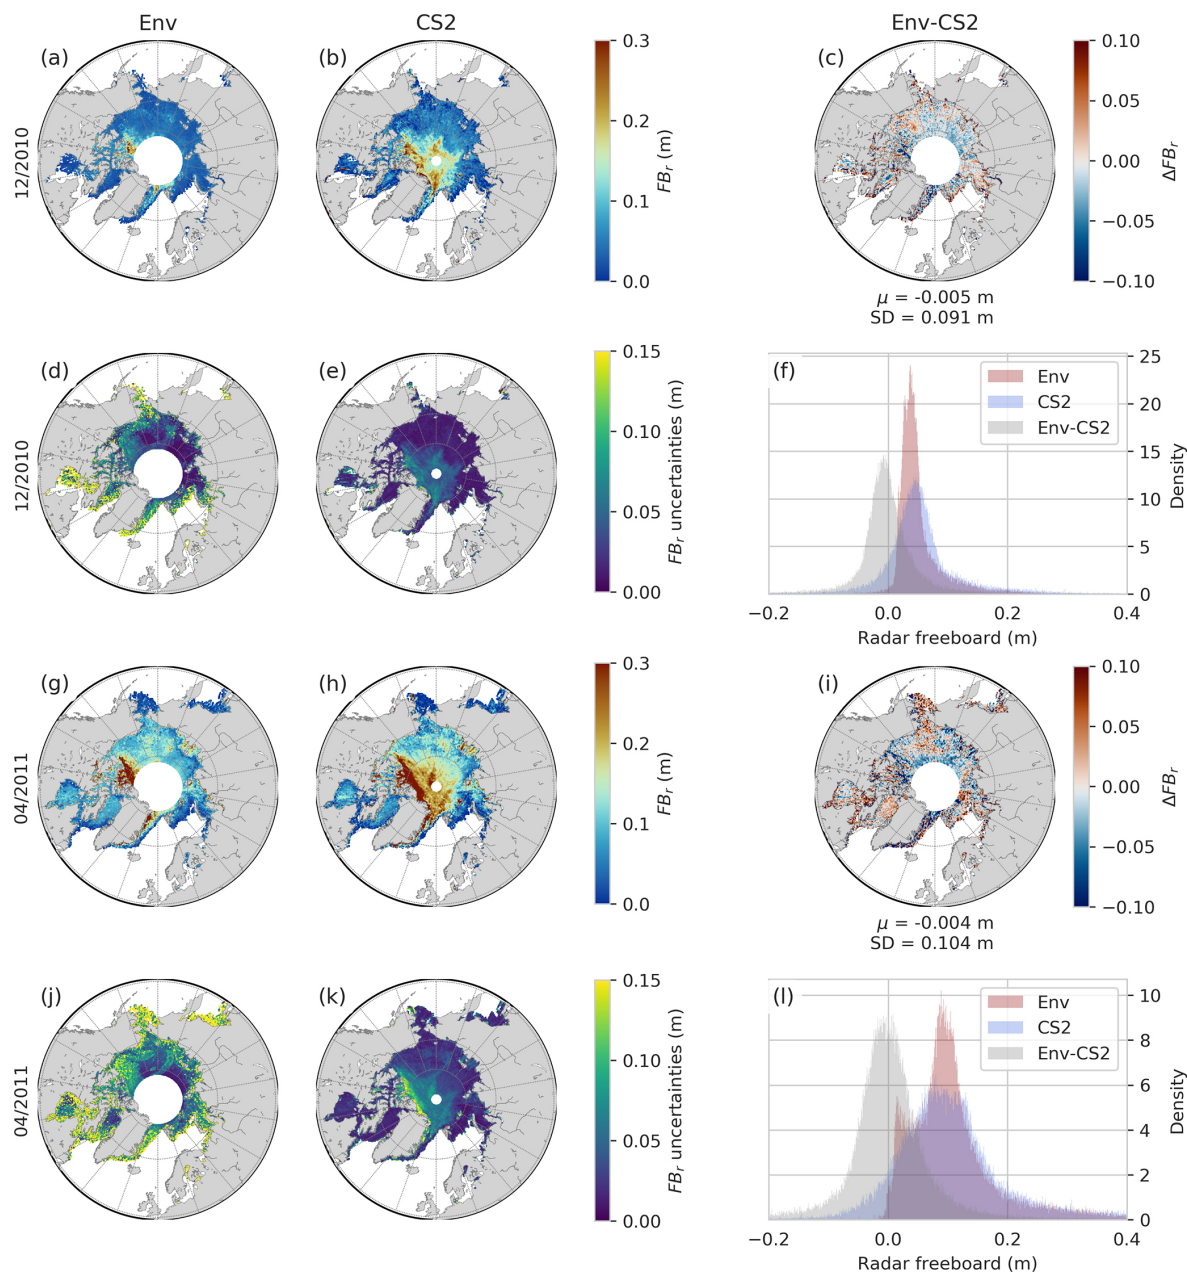 Env CS2 Env-CS2
(a) (b) (c)
12/2010
0.3
0.2
0.1
0.0
FBr (m)
0.10
0.05
0.00
−0.05
−0.10
ΔFBr
μ = -0.005 m
SD = 0.091 m
(d) (e) (f)
12/2010
0.15
0.10
0.05
0.00
FBr uncertainties (m)
Env
CS2
Env-CS2
25
20
15
10
5
0
Density
−0.2 0.0 0.2 0.4
Radar freeboard (m)
(g) (h) (i)
04/2011
0.3
0.2
0.1
0.0
FBr (m)
0.10
0.05
0.00
−0.05
−0.10
ΔFBr
μ = -0.004 m
SD = 0.104 m
(j) (k) (l)
04/2011
0.15
0.10
0.05
0.00
FBr uncertainties (m)
Env
CS2
Env-CS2
10
8
6
4
2
0
Density
−0.2 0.0 0.2 0.4
Radar freeboard (m)